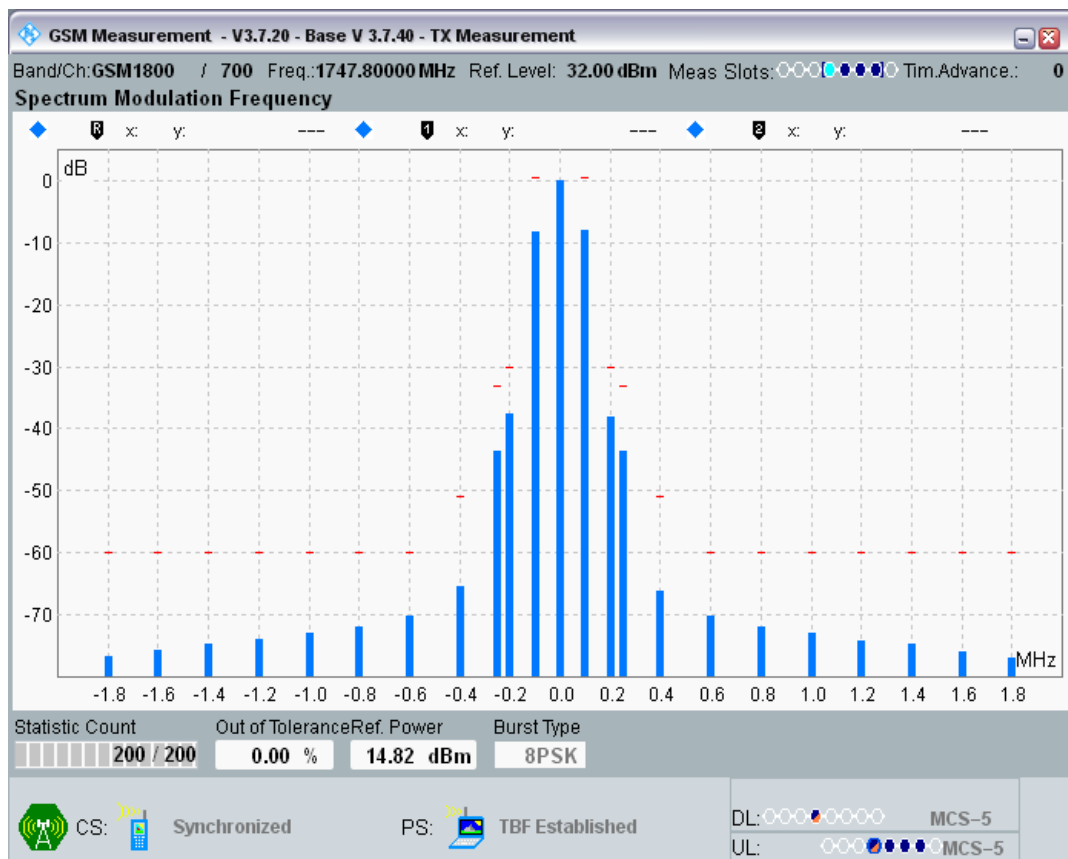 GSM Measurement - V3.7.20 - Base V 3.7.40 - TX Measurement
Band/Ch:GSM1800 / 700 Freq.:1747.80000 MHz Ref. Level: 32.00 dBm Meas Slots: Tim.Advance.: 0
Spectrum Modulation Frequency
R x: y: --- 1 x: y: --- 2 x: y: ---
dB
0
-10
-20
-30
-40
-50
-60
-70
MHz
-1.8 -1.6 -1.4 -1.2 -1.0 -0.8 -0.6 -0.4 -0.2 0.0 0.2 0.4 0.6 0.8 1.0 1.2 1.4 1.6 1.8
Statistic Count Out of Tolerance Ref. Power Burst Type
200 / 200 0.00 % 14.82 dBm 8PSK
CS: Synchronized PS: TBF Established
DL: MCS-5
UL: MCS-5